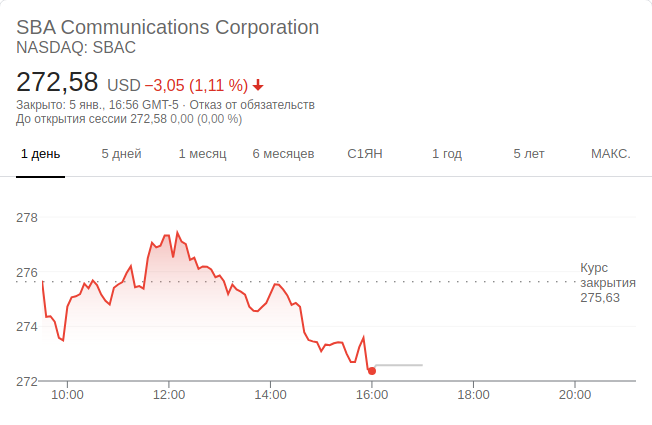 SBA Communications Corporation
NASDAQ: SBAC
272,58 USD −3,05 (1,11 %)
Закрыто: 5 янв., 16:56 GMT-5 · Отказ от обязательств
До открытия сессии 272,58 0,00 (0,00 %)
1 день 5 дней 1 месяц 6 месяцев С1ЯН 1 год 5 лет МАКС.
278
276
274
272
Курс
закрытия
275,63
10:00 12:00 14:00 16:00 18:00 20:00